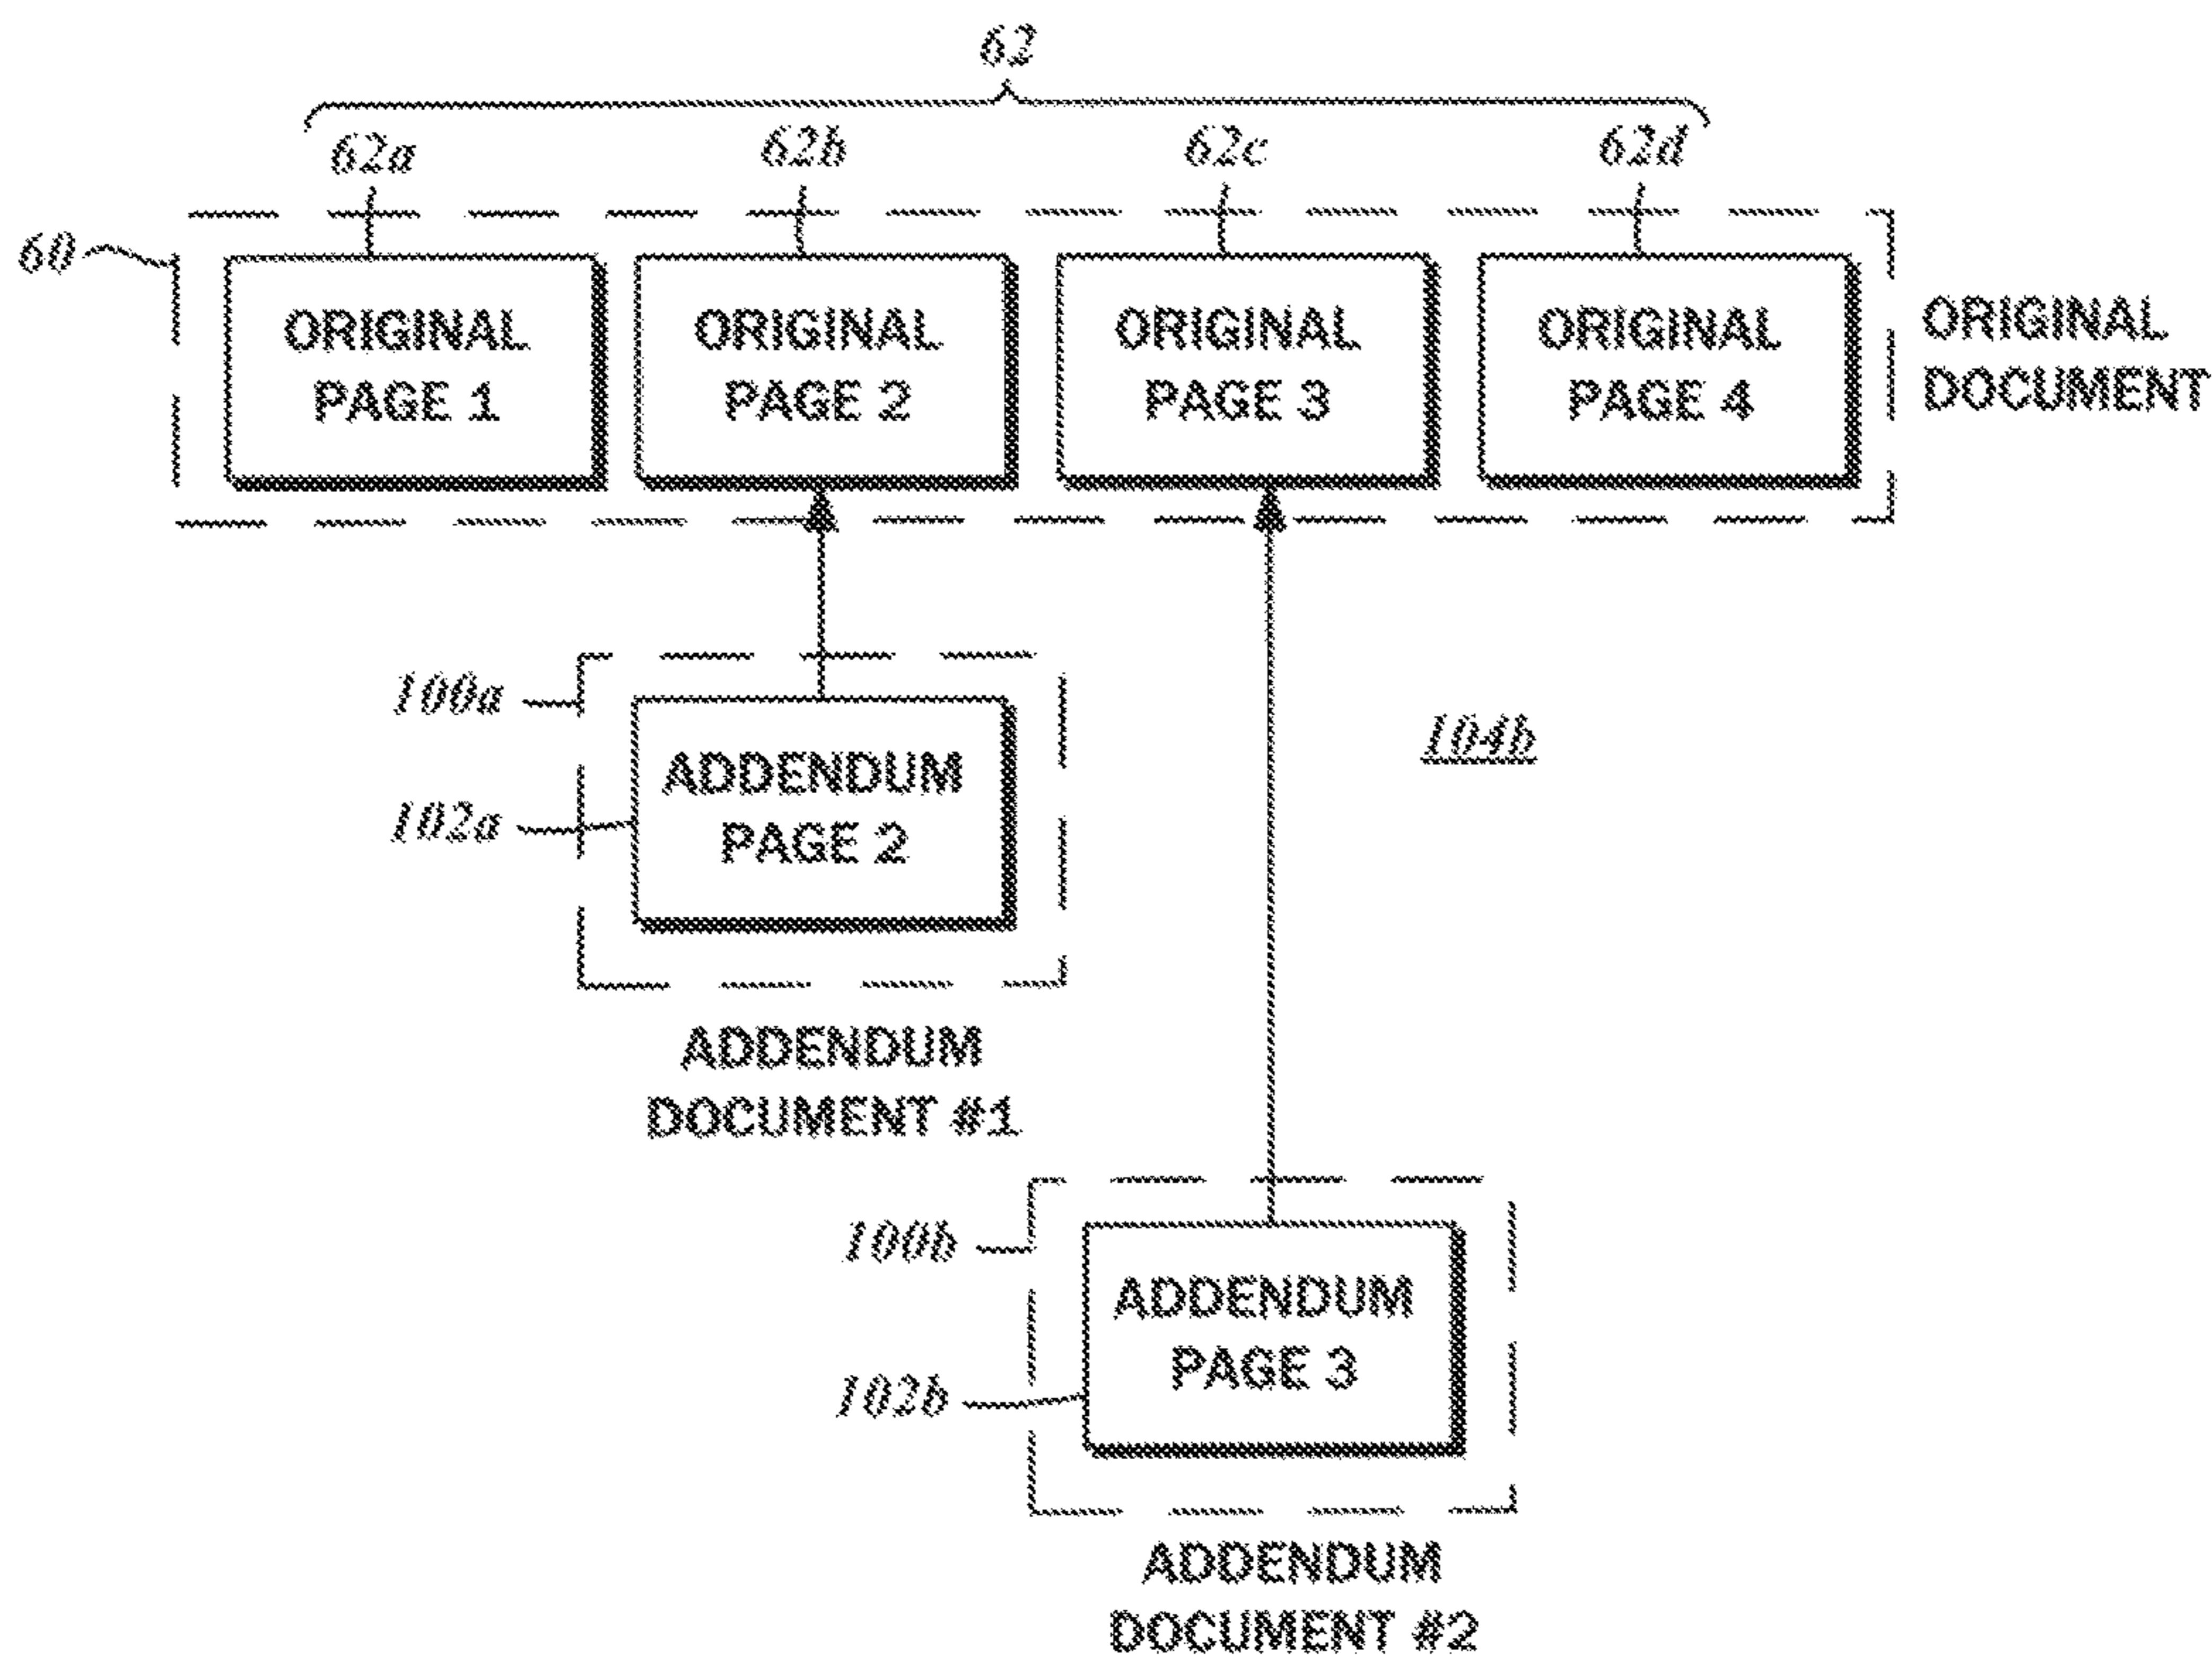 62
62a 62b 62c 62d
60
ORIGINAL
PAGE 1
ORIGINAL
PAGE 2
ORIGINAL
PAGE 3
ORIGINAL
PAGE 4
ORIGINAL
DOCUMENT
100a
102a
ADDENDUM
PAGE 2
104b
ADDENDUM
DOCUMENT #1
100b
102b
ADDENDUM
PAGE 3
ADDENDUM
DOCUMENT #2